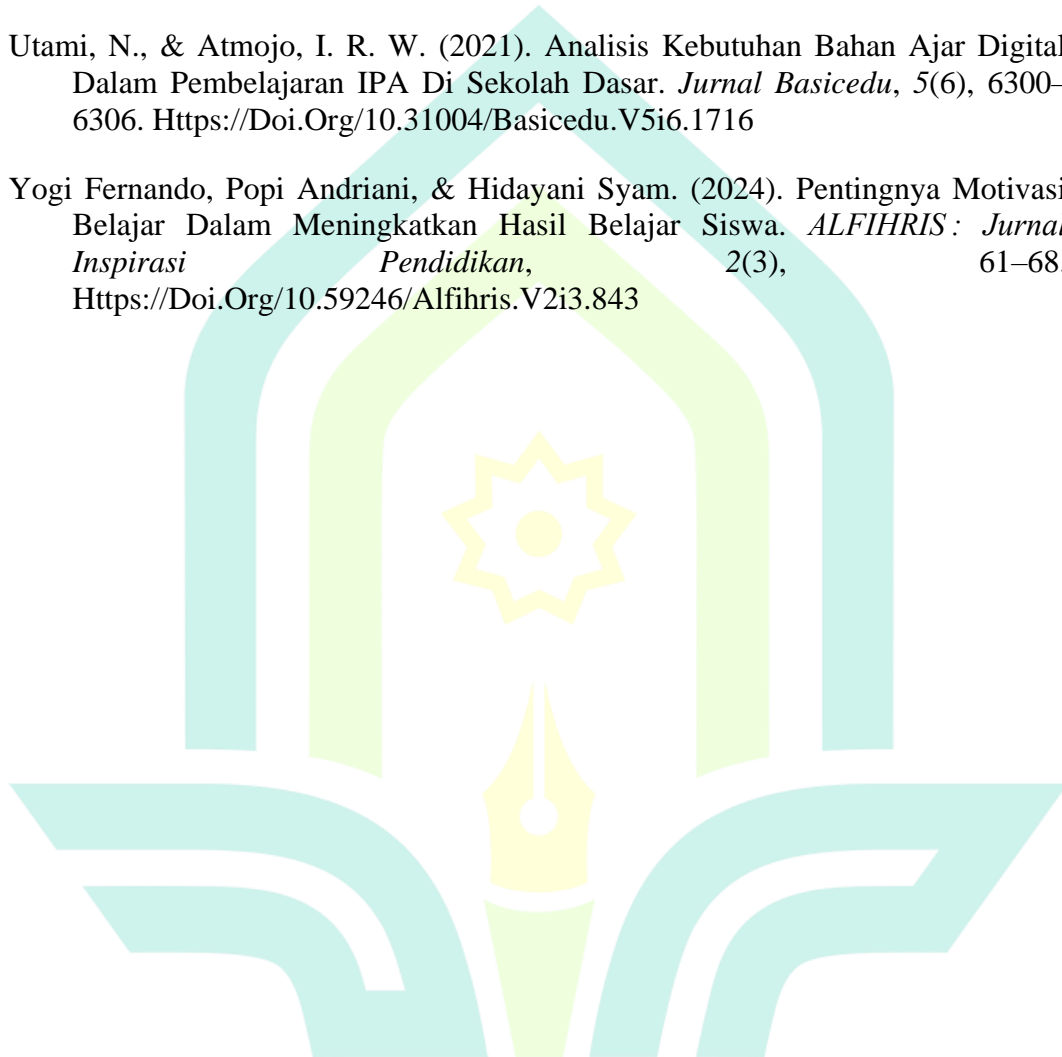 Utami, N., & Atmojo, I. R. W. (2021). Analisis Kebutuhan Bahan Ajar Digital
Dalam Pembelajaran IPA Di Sekolah Dasar. Jurnal Basicedu, 5(6), 6300–
6306. Https://Doi.Org/10.31004/Basicedu.V5i6.1716
Yogi Fernando, Popi Andriani, & Hidayani Syam. (2024). Pentingnya Motivasi
Belajar Dalam Meningkatkan Hasil Belajar Siswa. ALFIHRIS : Jurnal
Inspirasi Pendidikan, 2(3), 61–68.
Https://Doi.Org/10.59246/Alfihris.V2i3.843